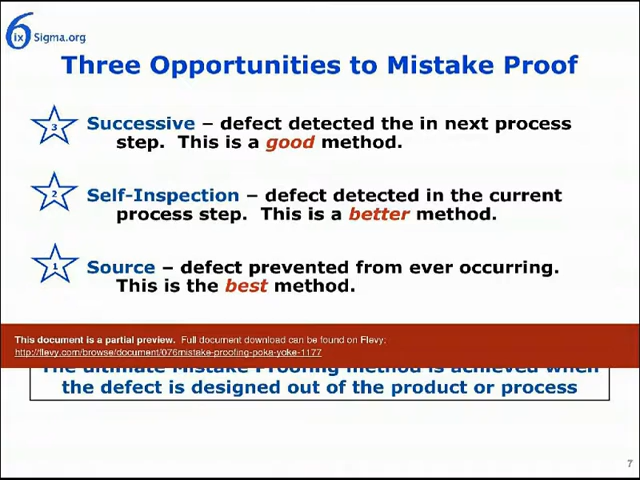 6ixSigma.org
Three Opportunities to Mistake Proof
3
Successive – defect detected the in next process
step. This is a good method.
2
Self-Inspection – defect detected in the current
process step. This is a better method.
1
Source – defect prevented from ever occurring.
This is the best method.
This document is a partial preview. Full document download can be found on Flevy:
http://flevy.com/browse/document/076mistake-proofing-poka-yoke-1177
The ultimate Mistake Proofing method is achieved when
the defect is designed out of the product or process
7